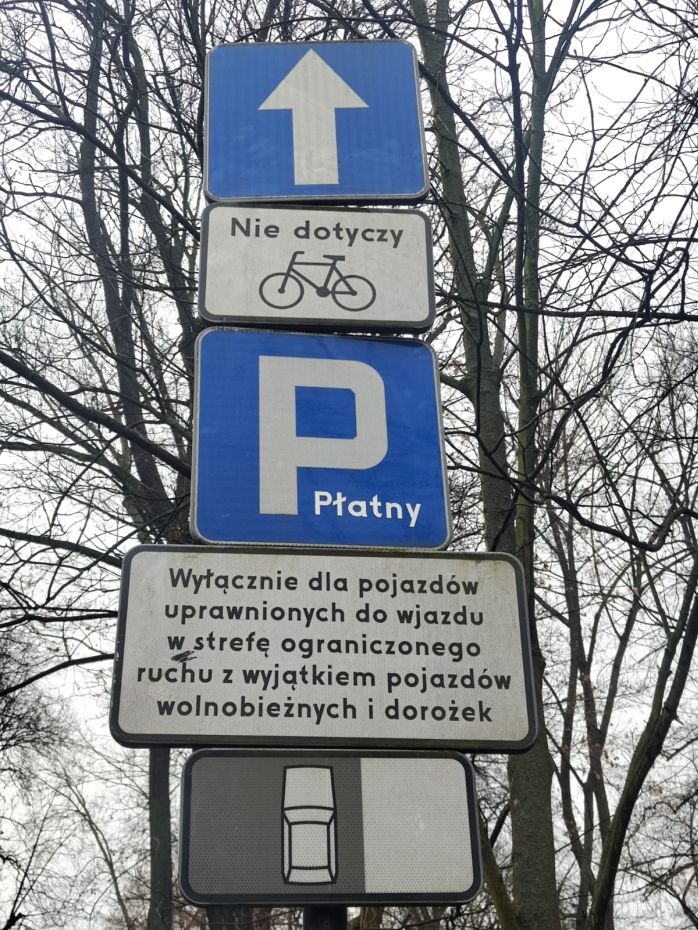 Nie dotyczy
P
Płatny
Wyłącznie dla pojazdów
uprawnionych do wjazdu
w strefę ograniczonego
ruchu z wyjątkiem pojazdów
wolnobieżnych i dorożek